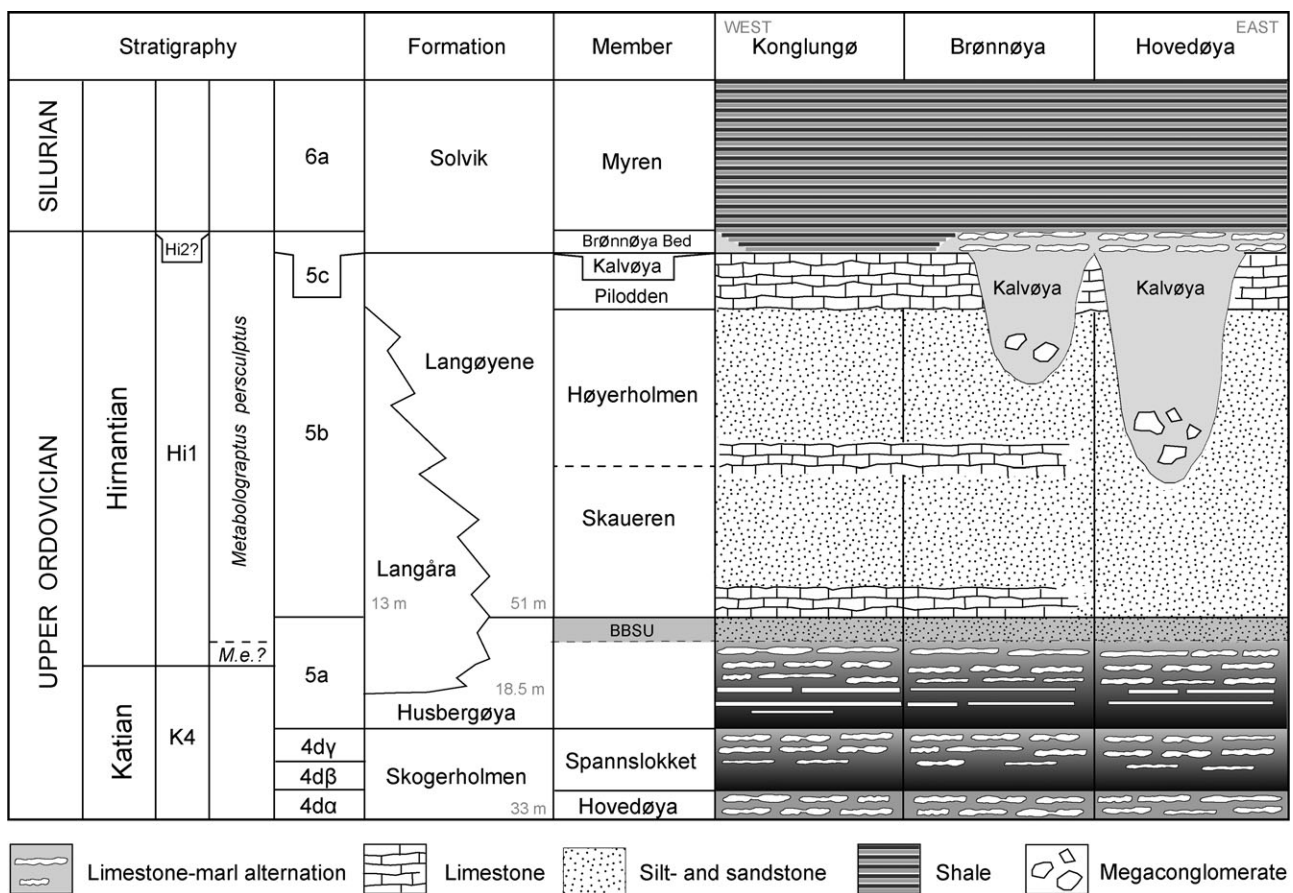 Stratigraphy
Formation
Member
WEST
Konglungø
Brønnøya
EAST
Hovedøya
SILURIAN
UPPER ORDOVICIAN
Hirnantian
Katian
Hi2?
Hi1
K4
Metabolograptus persculptus
M.e.?
6a
5c
5b
5a
4dγ
4dβ
4dα
Solvik
Langøyene
Langåra
13 m
51 m
18.5 m
Husbergøya
Skogerholmen
33 m
Myren
Brønnøya Bed
Kalvøya
Pilodden
Høyerholmen
Skaueren
BBSU
Spannslokket
Hovedøya
Kalvøya
Kalvøya
Limestone-marl alternation
Limestone
Silt- and sandstone
Shale
Megaconglomerate